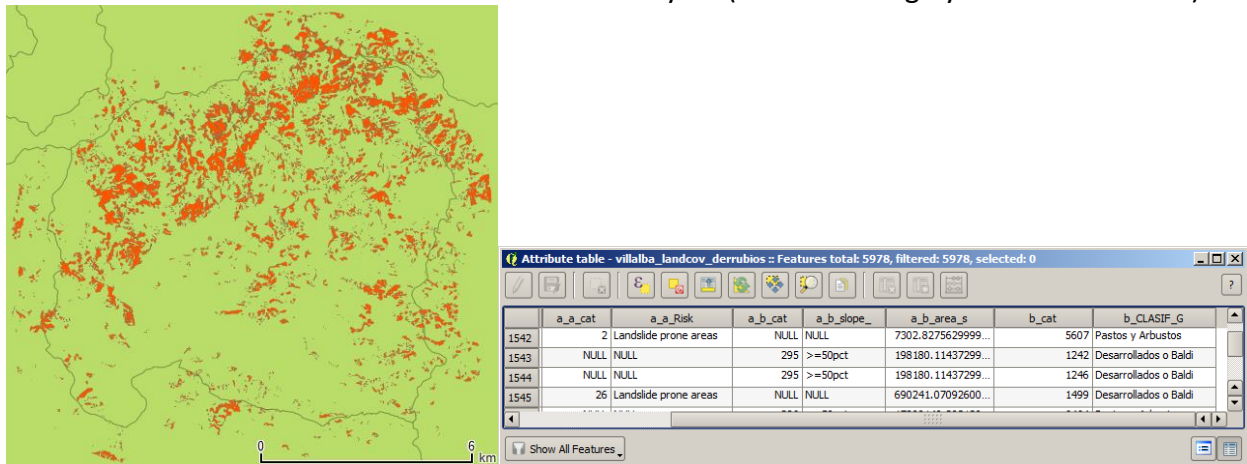 0 6
km
Attribute table - villalba_landcov_derrubios :: Features total: 5978, filtered: 5978, selected: 0
?
a_a_cat a_a_Risk a_b_cat a_b_slope_ a_b_area_s b_cat b_CLASIF_G
1542 2 Landslide prone areas NULL NULL 7302.8275629999... 5607 Pastos y Arbustos
1543 NULL NULL 295 >=50pct 198180.11437299... 1242 Desarrollados o Baldi
1544 NULL NULL 295 >=50pct 198180.11437299... 1246 Desarrollados o Baldi
1545 26 Landslide prone areas NULL NULL 690241.07092600... 1499 Desarrollados o Baldi
Show All Features